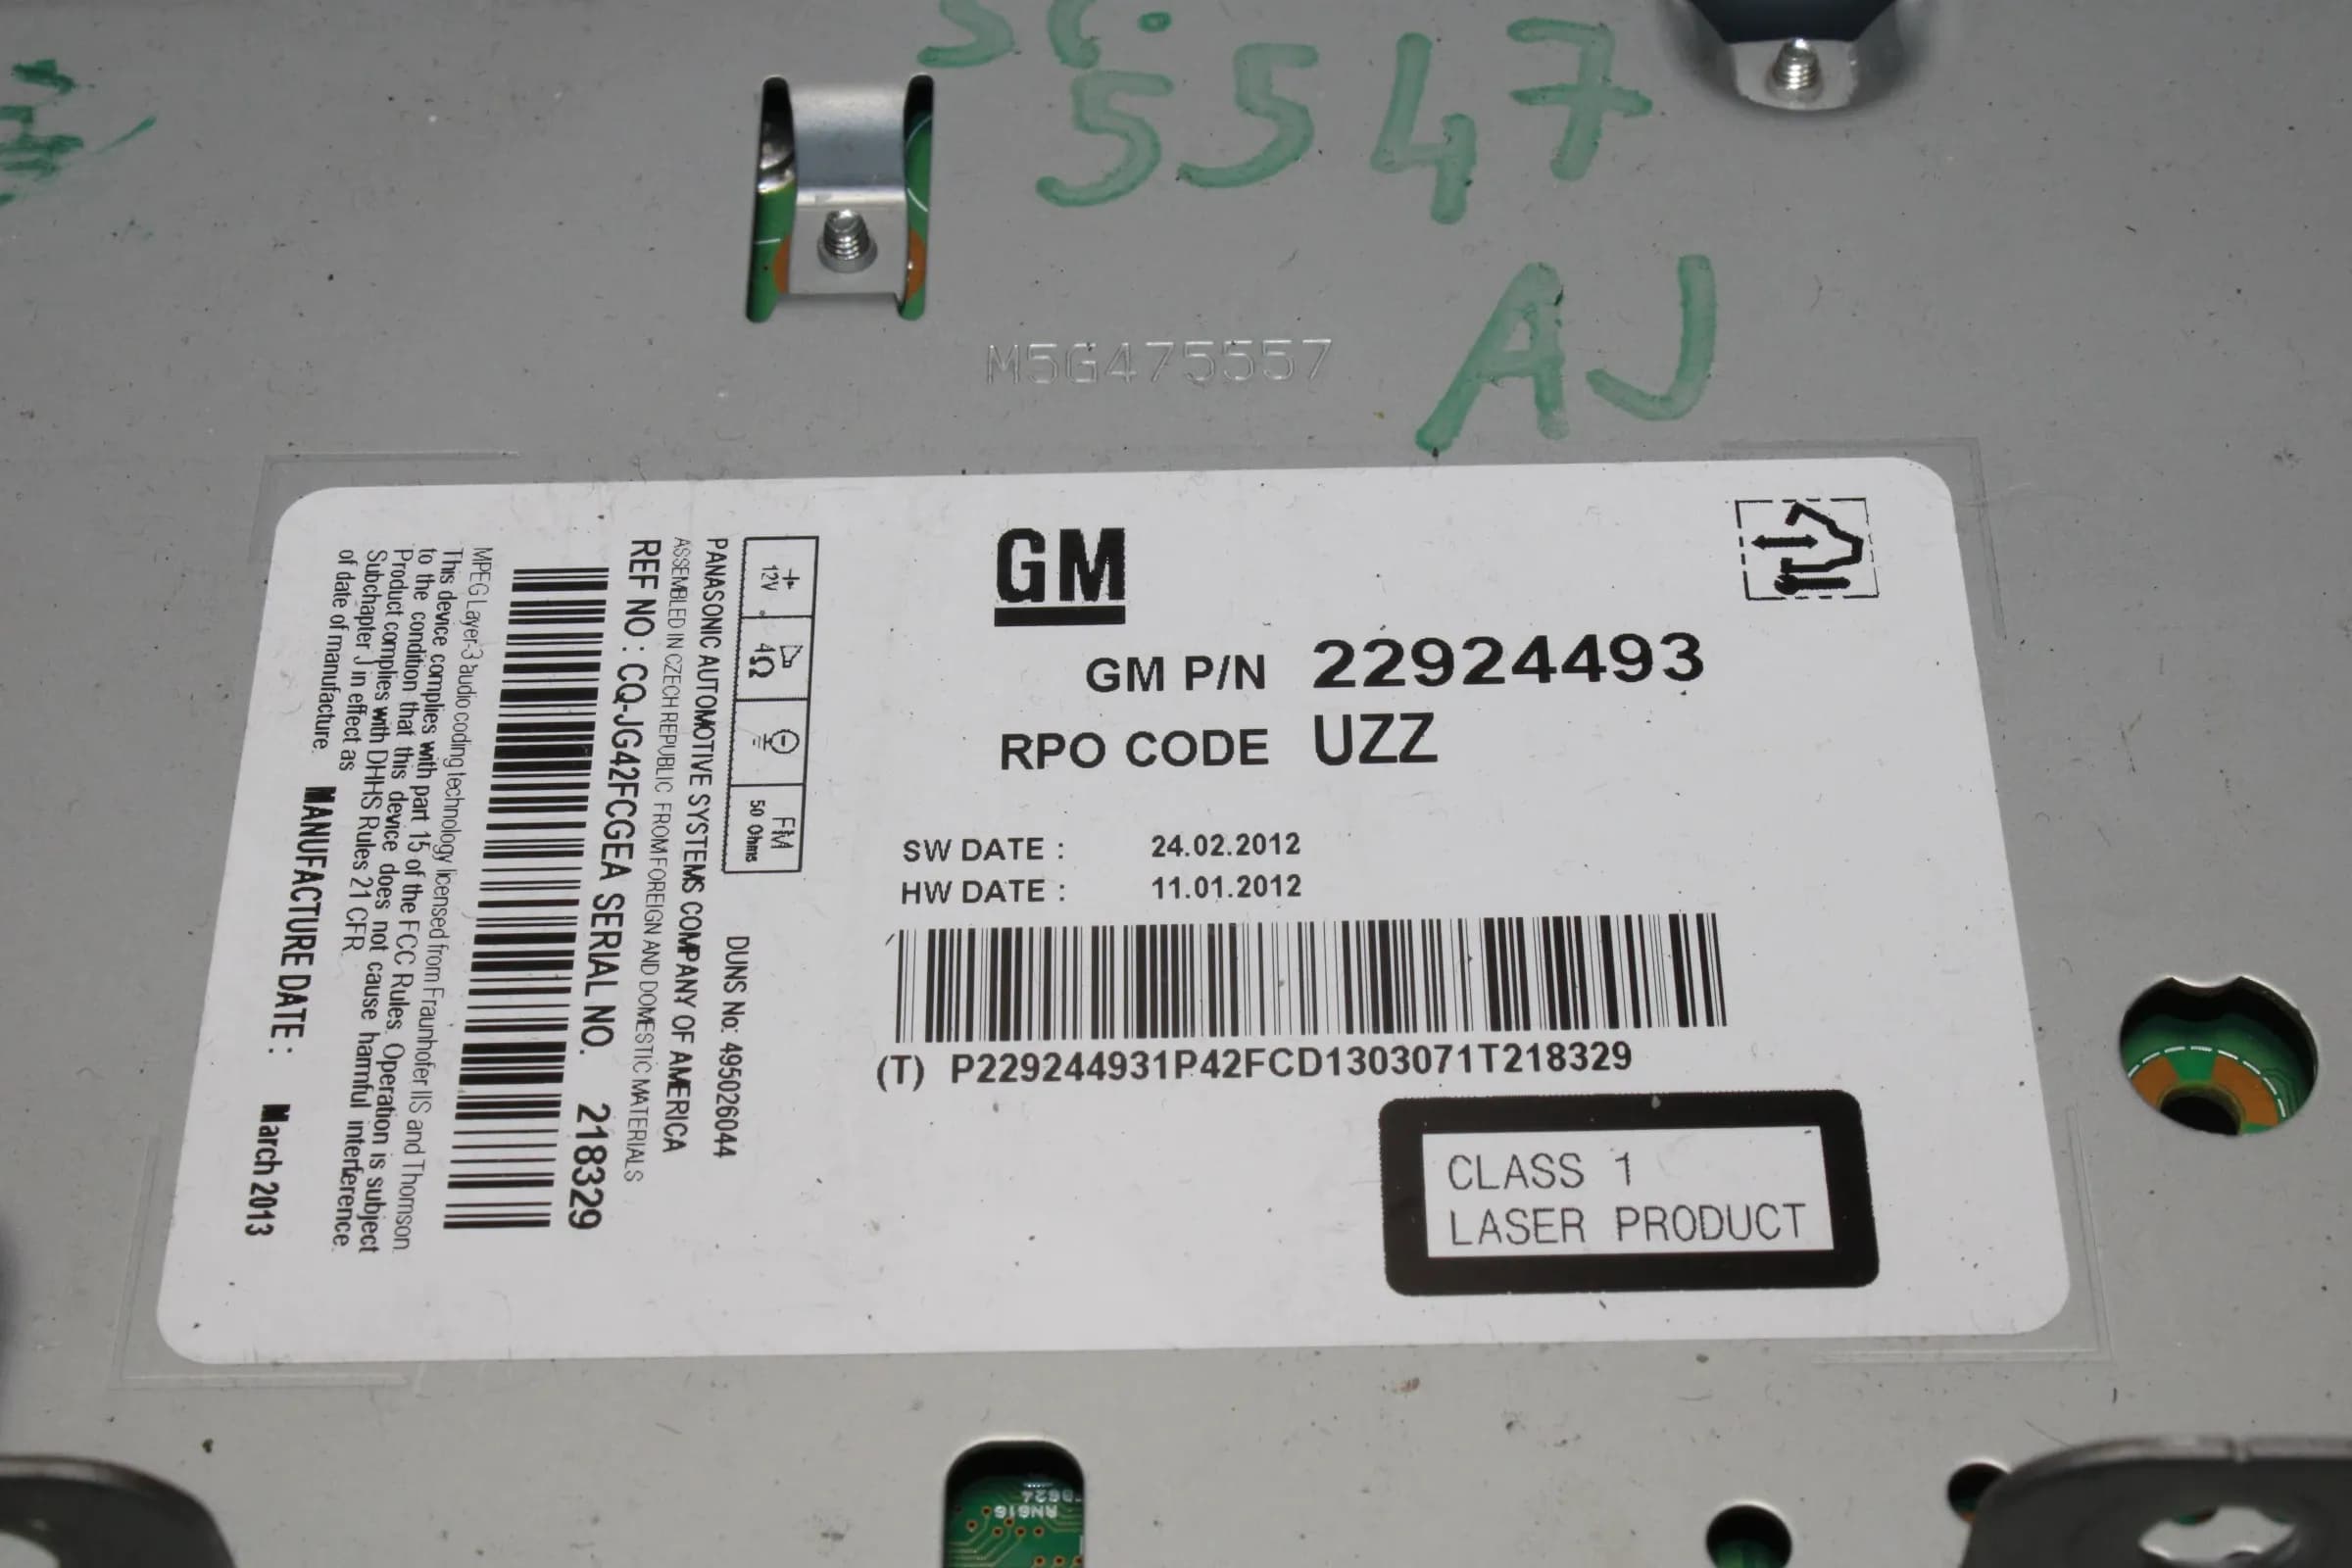 5547
AJ
M5G475557
GM
GM P/N 22924493
RPO CODE UZZ
SW DATE : 24.02.2012
HW DATE : 11.01.2012
(T) P229244931P42FCD1303071T218329
CLASS 1
LASER PRODUCT
+ 12V
4Ω
FM 50 Ohms
DUNS No: 495026044
PANASONIC AUTOMOTIVE SYSTEMS COMPANY OF AMERICA
ASSEMBLED IN CZECH REPUBLIC FROM FOREIGN AND DOMESTIC MATERIALS
REF NO : CQ-JG42FCGEA SERIAL NO. 218329
MPEG Layer-3 audio coding technology licensed from Fraunhofer IIS and Thomson.
This device complies with part 15 of the FCC Rules. Operation is subject
to the condition that this device does not cause harmful interference.
Product complies with DHHS Rules 21 CFR
Subchapter J in effect as
of date of manufacture.
MANUFACTURE DATE : March 2013
RN616